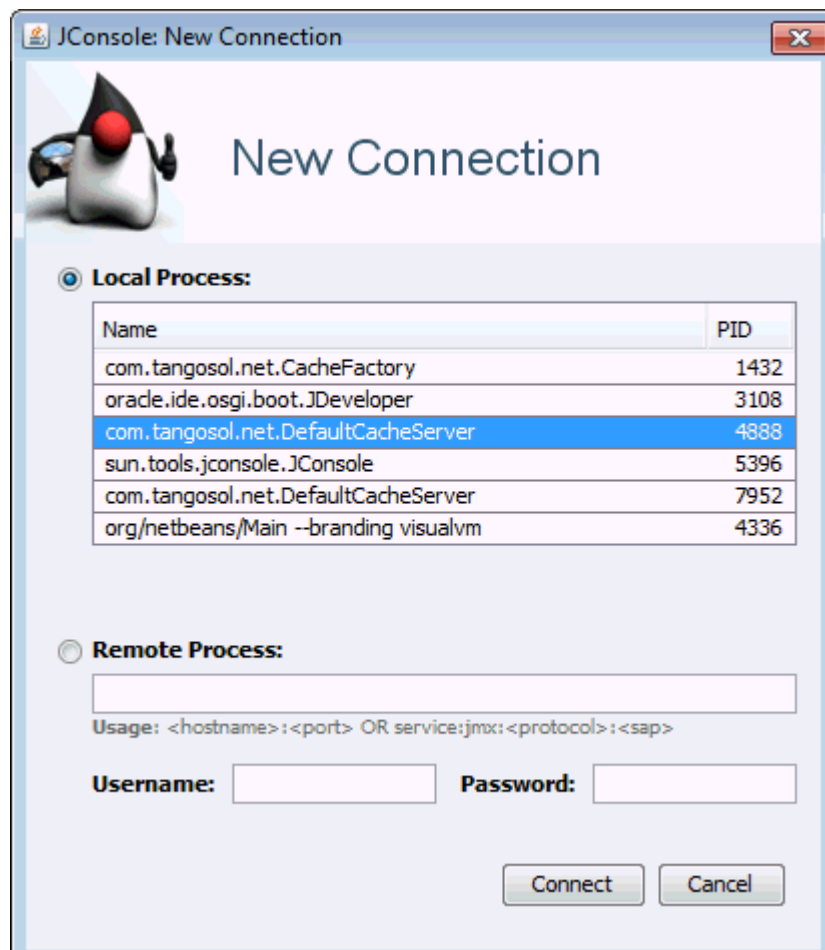 JConsole: New Connection
New Connection
Local Process:
Name PID
com.tangosol.net.CacheFactory 1432
oracle.ide.osgi.boot.JDeveloper 3108
com.tangosol.net.DefaultCacheServer 4888
sun.tools.jconsole.JConsole 5396
com.tangosol.net.DefaultCacheServer 7952
org/netbeans/Main --branding visualvm 4336
Remote Process:
Usage: <hostname>:<port> OR service:jmx:<protocol>:<sap>
Username: Password:
Connect Cancel